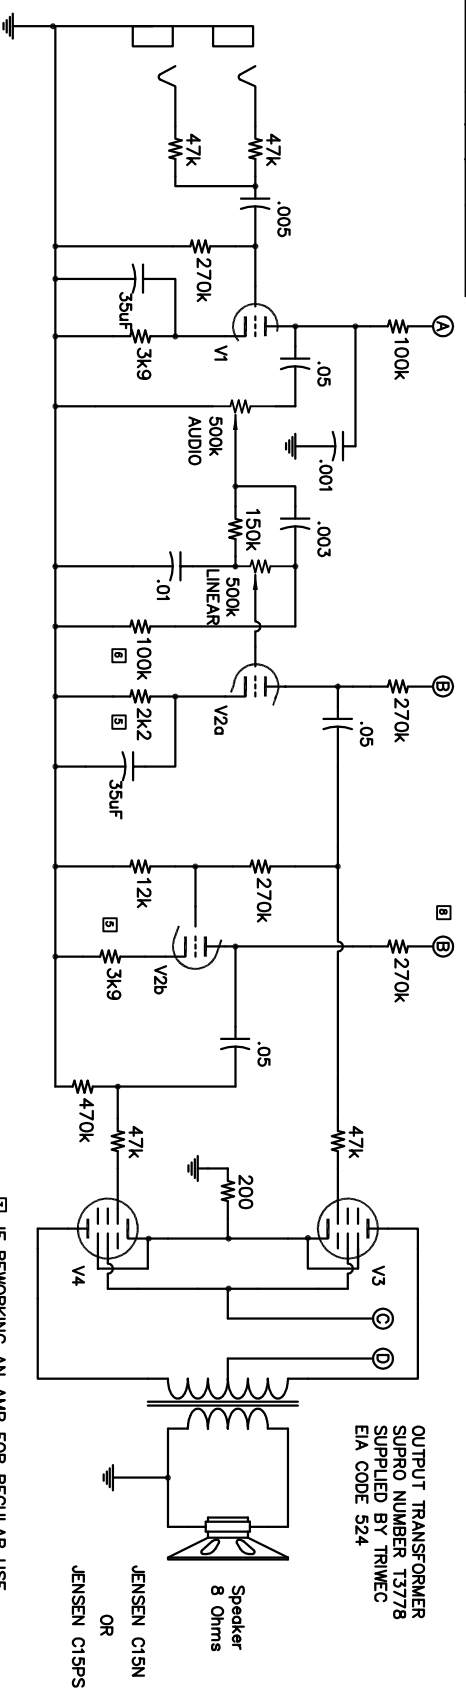 A
100k
.001
47k
47k
.005
270k
35uF
3k9
V1
.05
500k
AUDIO
.003
150k
500k
LINEAR
.01
100k
6
B
270k
.05
V2a
2k2
5
35uF
8
B
270k
270k
12k
V2b
5
3k9
.05
470k
47k
47k
200
V3
V4
C
D
OUTPUT TRANSFORMER
SUPRO NUMBER T3778
SUPPLIED BY TRIWEC
EIA CODE 524
Speaker
8 Ohms
JENSEN C15N
OR
JENSEN C15PS